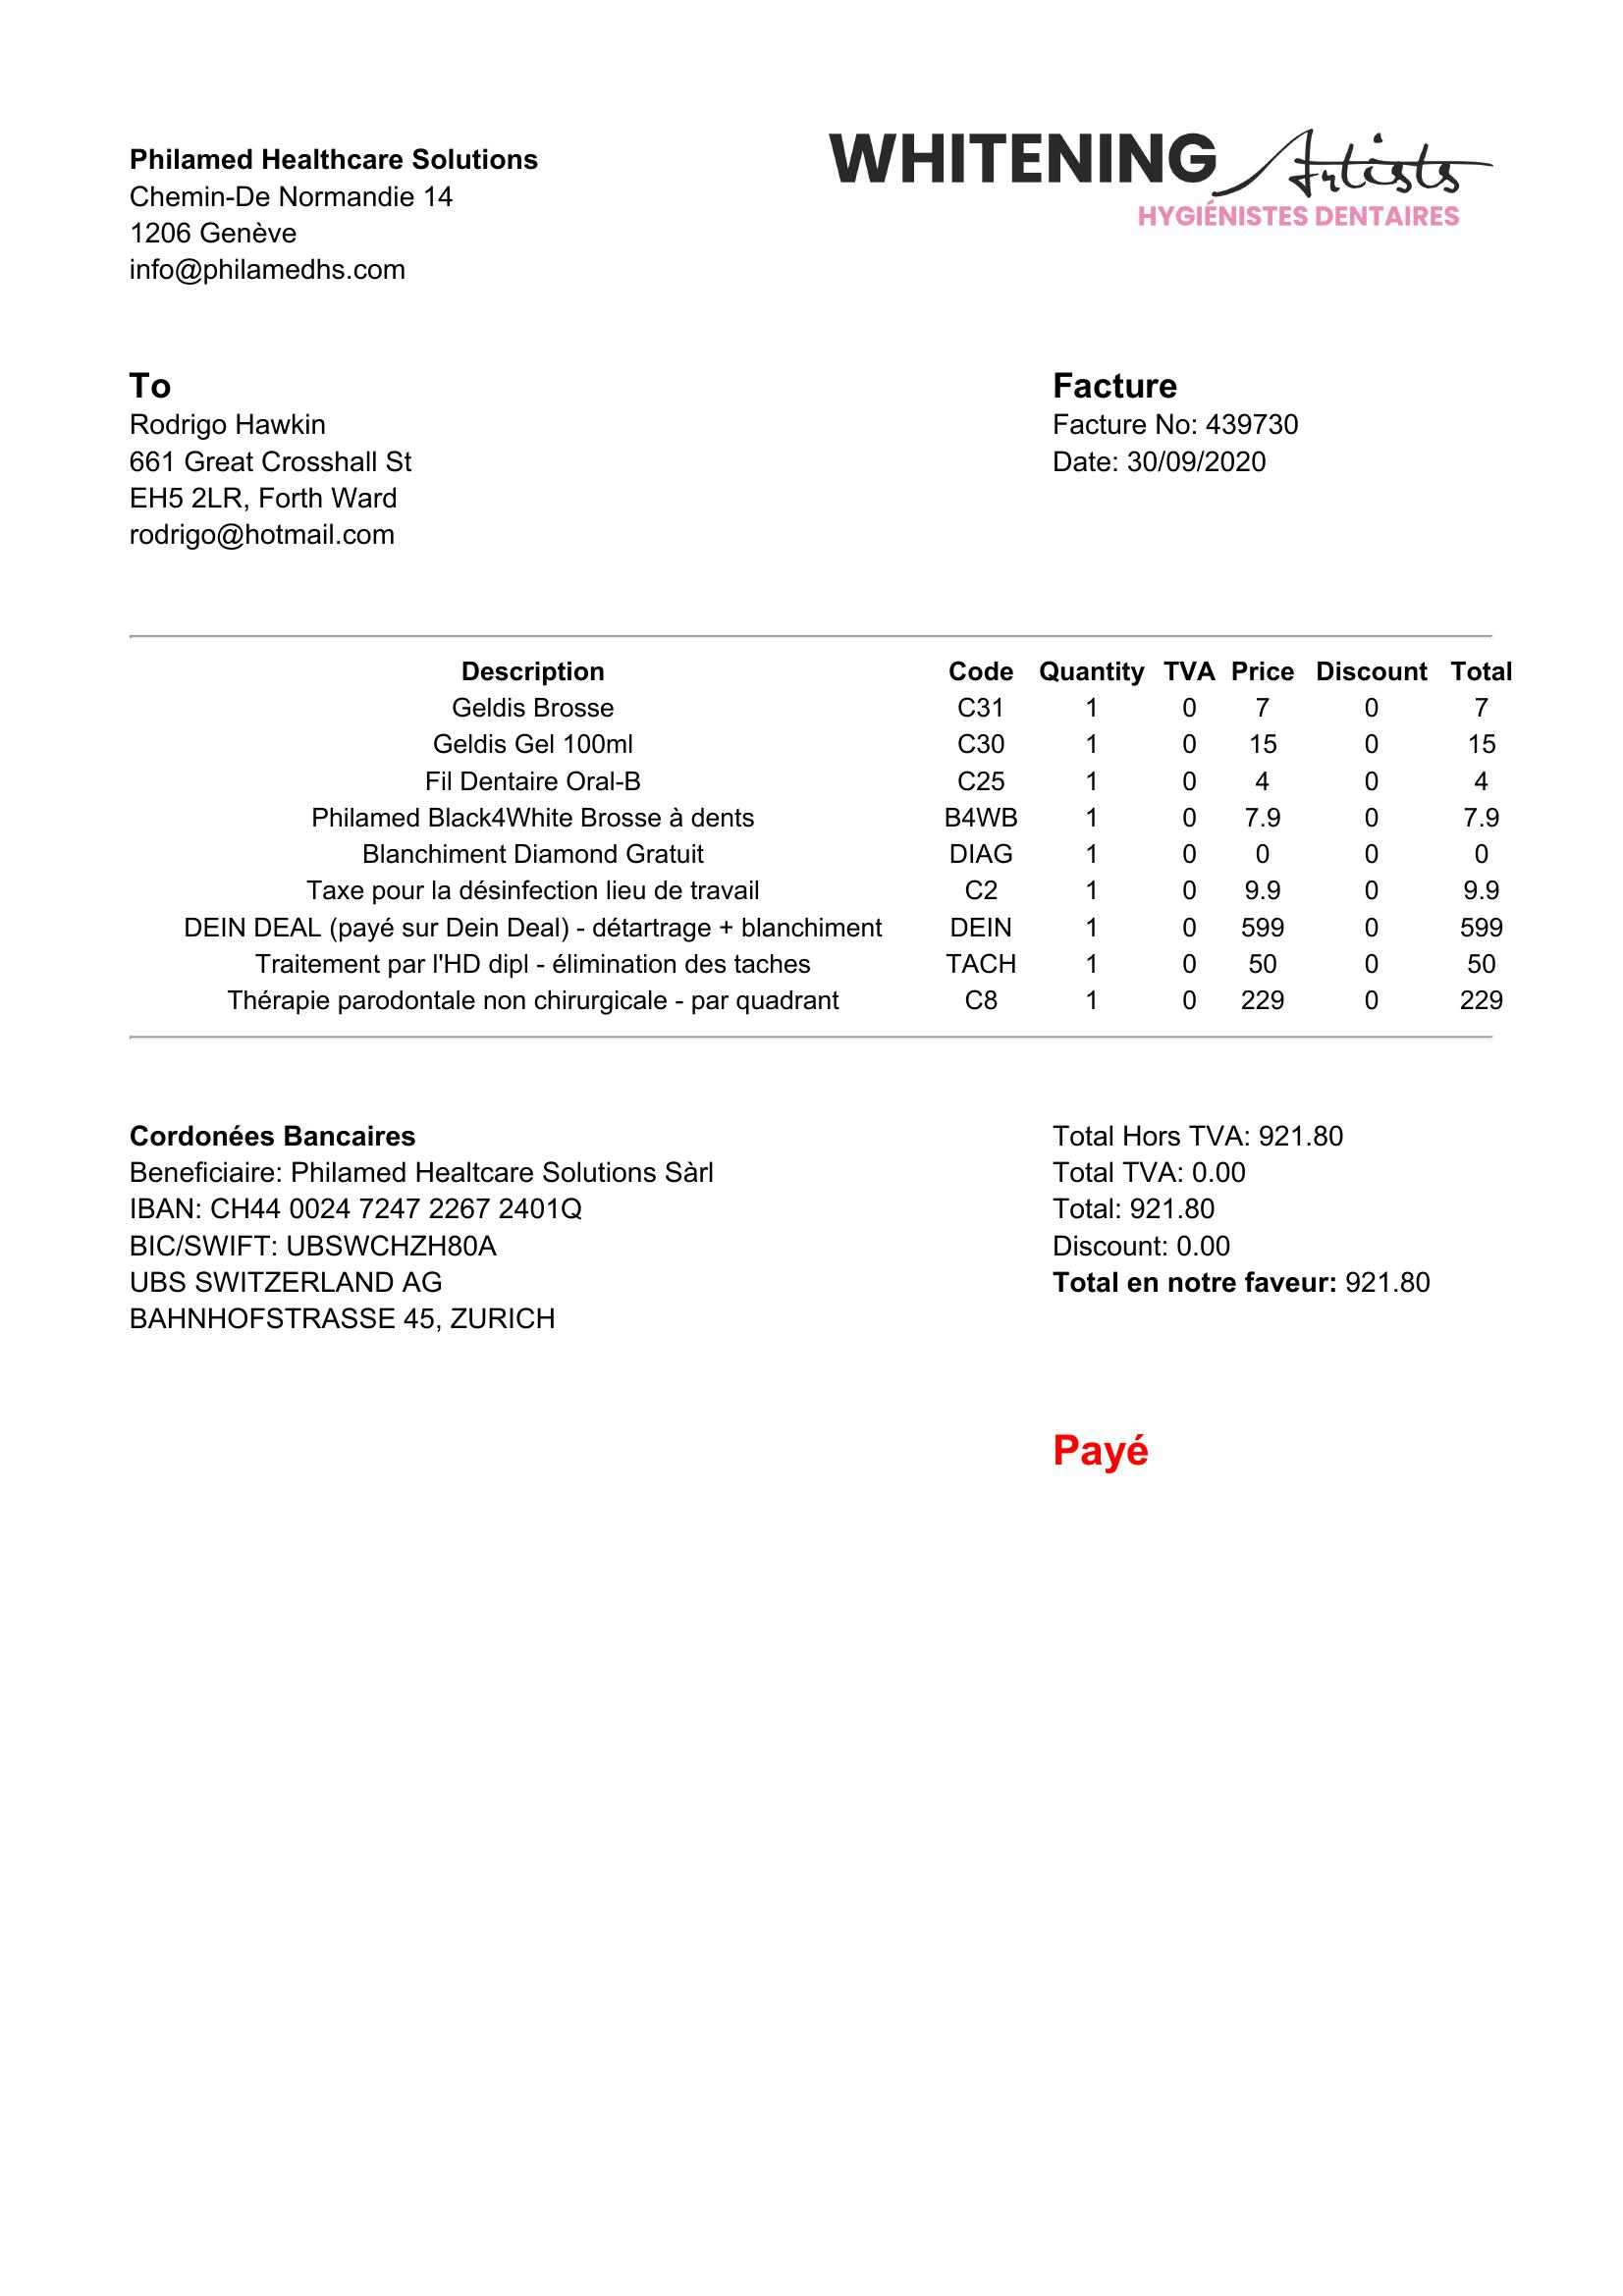 Philamed Healthcare Solutions
Chemin-De Normandie 14
1206 Genève
info@philamedhs.com
WHITENING Artists
HYGIÉNISTES DENTAIRES
To
Rodrigo Hawkin
661 Great Crosshall St
EH5 2LR, Forth Ward
rodrigo@hotmail.com
Facture
Facture No: 439730
Date: 30/09/2020
Description Code Quantity TVA Price Discount Total
Geldis Brosse C31 1 0 7 0 7
Geldis Gel 100ml C30 1 0 15 0 15
Fil Dentaire Oral-B C25 1 0 4 0 4
Philamed Black4White Brosse à dents B4WB 1 0 7.9 0 7.9
Blanchiment Diamond Gratuit DIAG 1 0 0 0 0
Taxe pour la désinfection lieu de travail C2 1 0 9.9 0 9.9
DEIN DEAL (payé sur Dein Deal) - détartrage + blanchiment DEIN 1 0 599 0 599
Traitement par l'HD dipl - élimination des taches TACH 1 0 50 0 50
Thérapie parodontale non chirurgicale - par quadrant C8 1 0 229 0 229
Cordonées Bancaires
Beneficiaire: Philamed Healtcare Solutions Sàrl
IBAN: CH44 0024 7247 2267 2401Q
BIC/SWIFT: UBSWCHZH80A
UBS SWITZERLAND AG
BAHNHOFSTRASSE 45, ZURICH
Total Hors TVA: 921.80
Total TVA: 0.00
Total: 921.80
Discount: 0.00
Total en notre faveur: 921.80
Payé